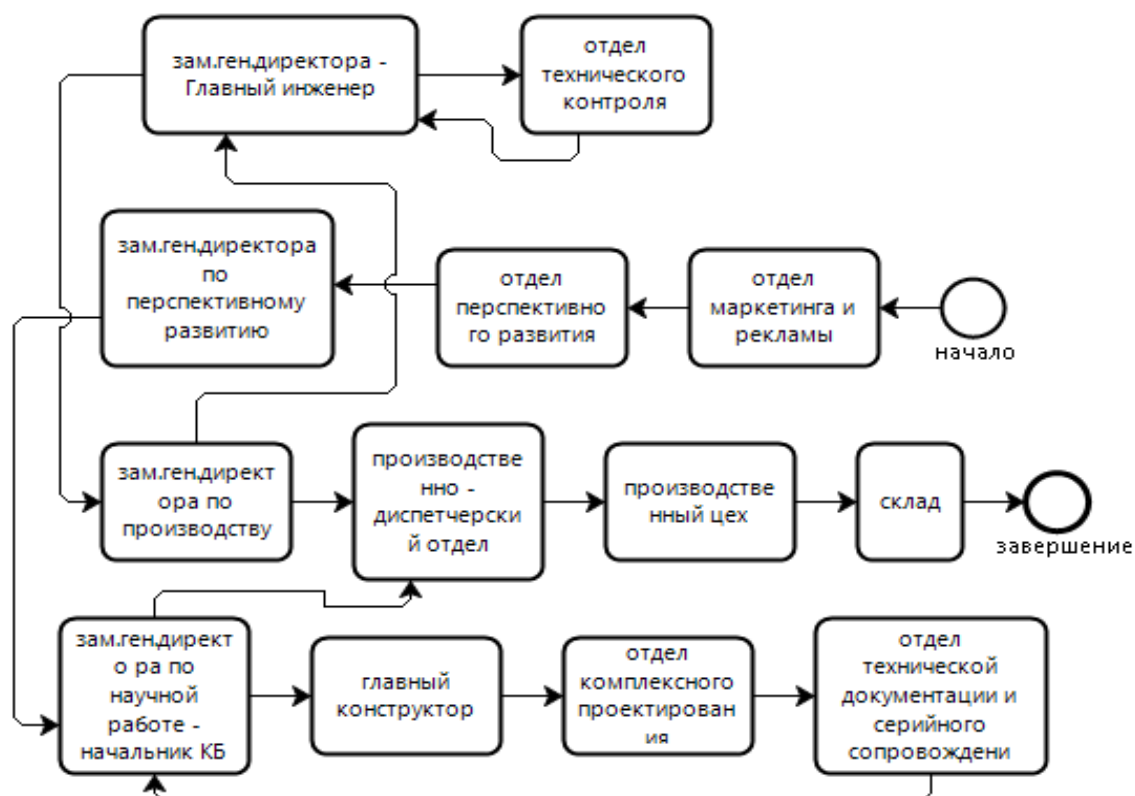 зам.ген.директора -
Главный инженер
отдел
технического
контроля
зам.ген.директора
по
перспективному
развитию
отдел
перспективно
го развития
отдел
маркетинга и
рекламы
начало
зам.ген.директ
ора по
производству
производстве
нно -
диспетчерски
й отдел
производстве
нный цех
склад
завершение
зам.ген.директ
о ра по
научной
работе -
начальник КБ
главный
конструктор
отдел
комплексного
проектирован
ия
отдел
технической
документации и
серийного
сопровождени